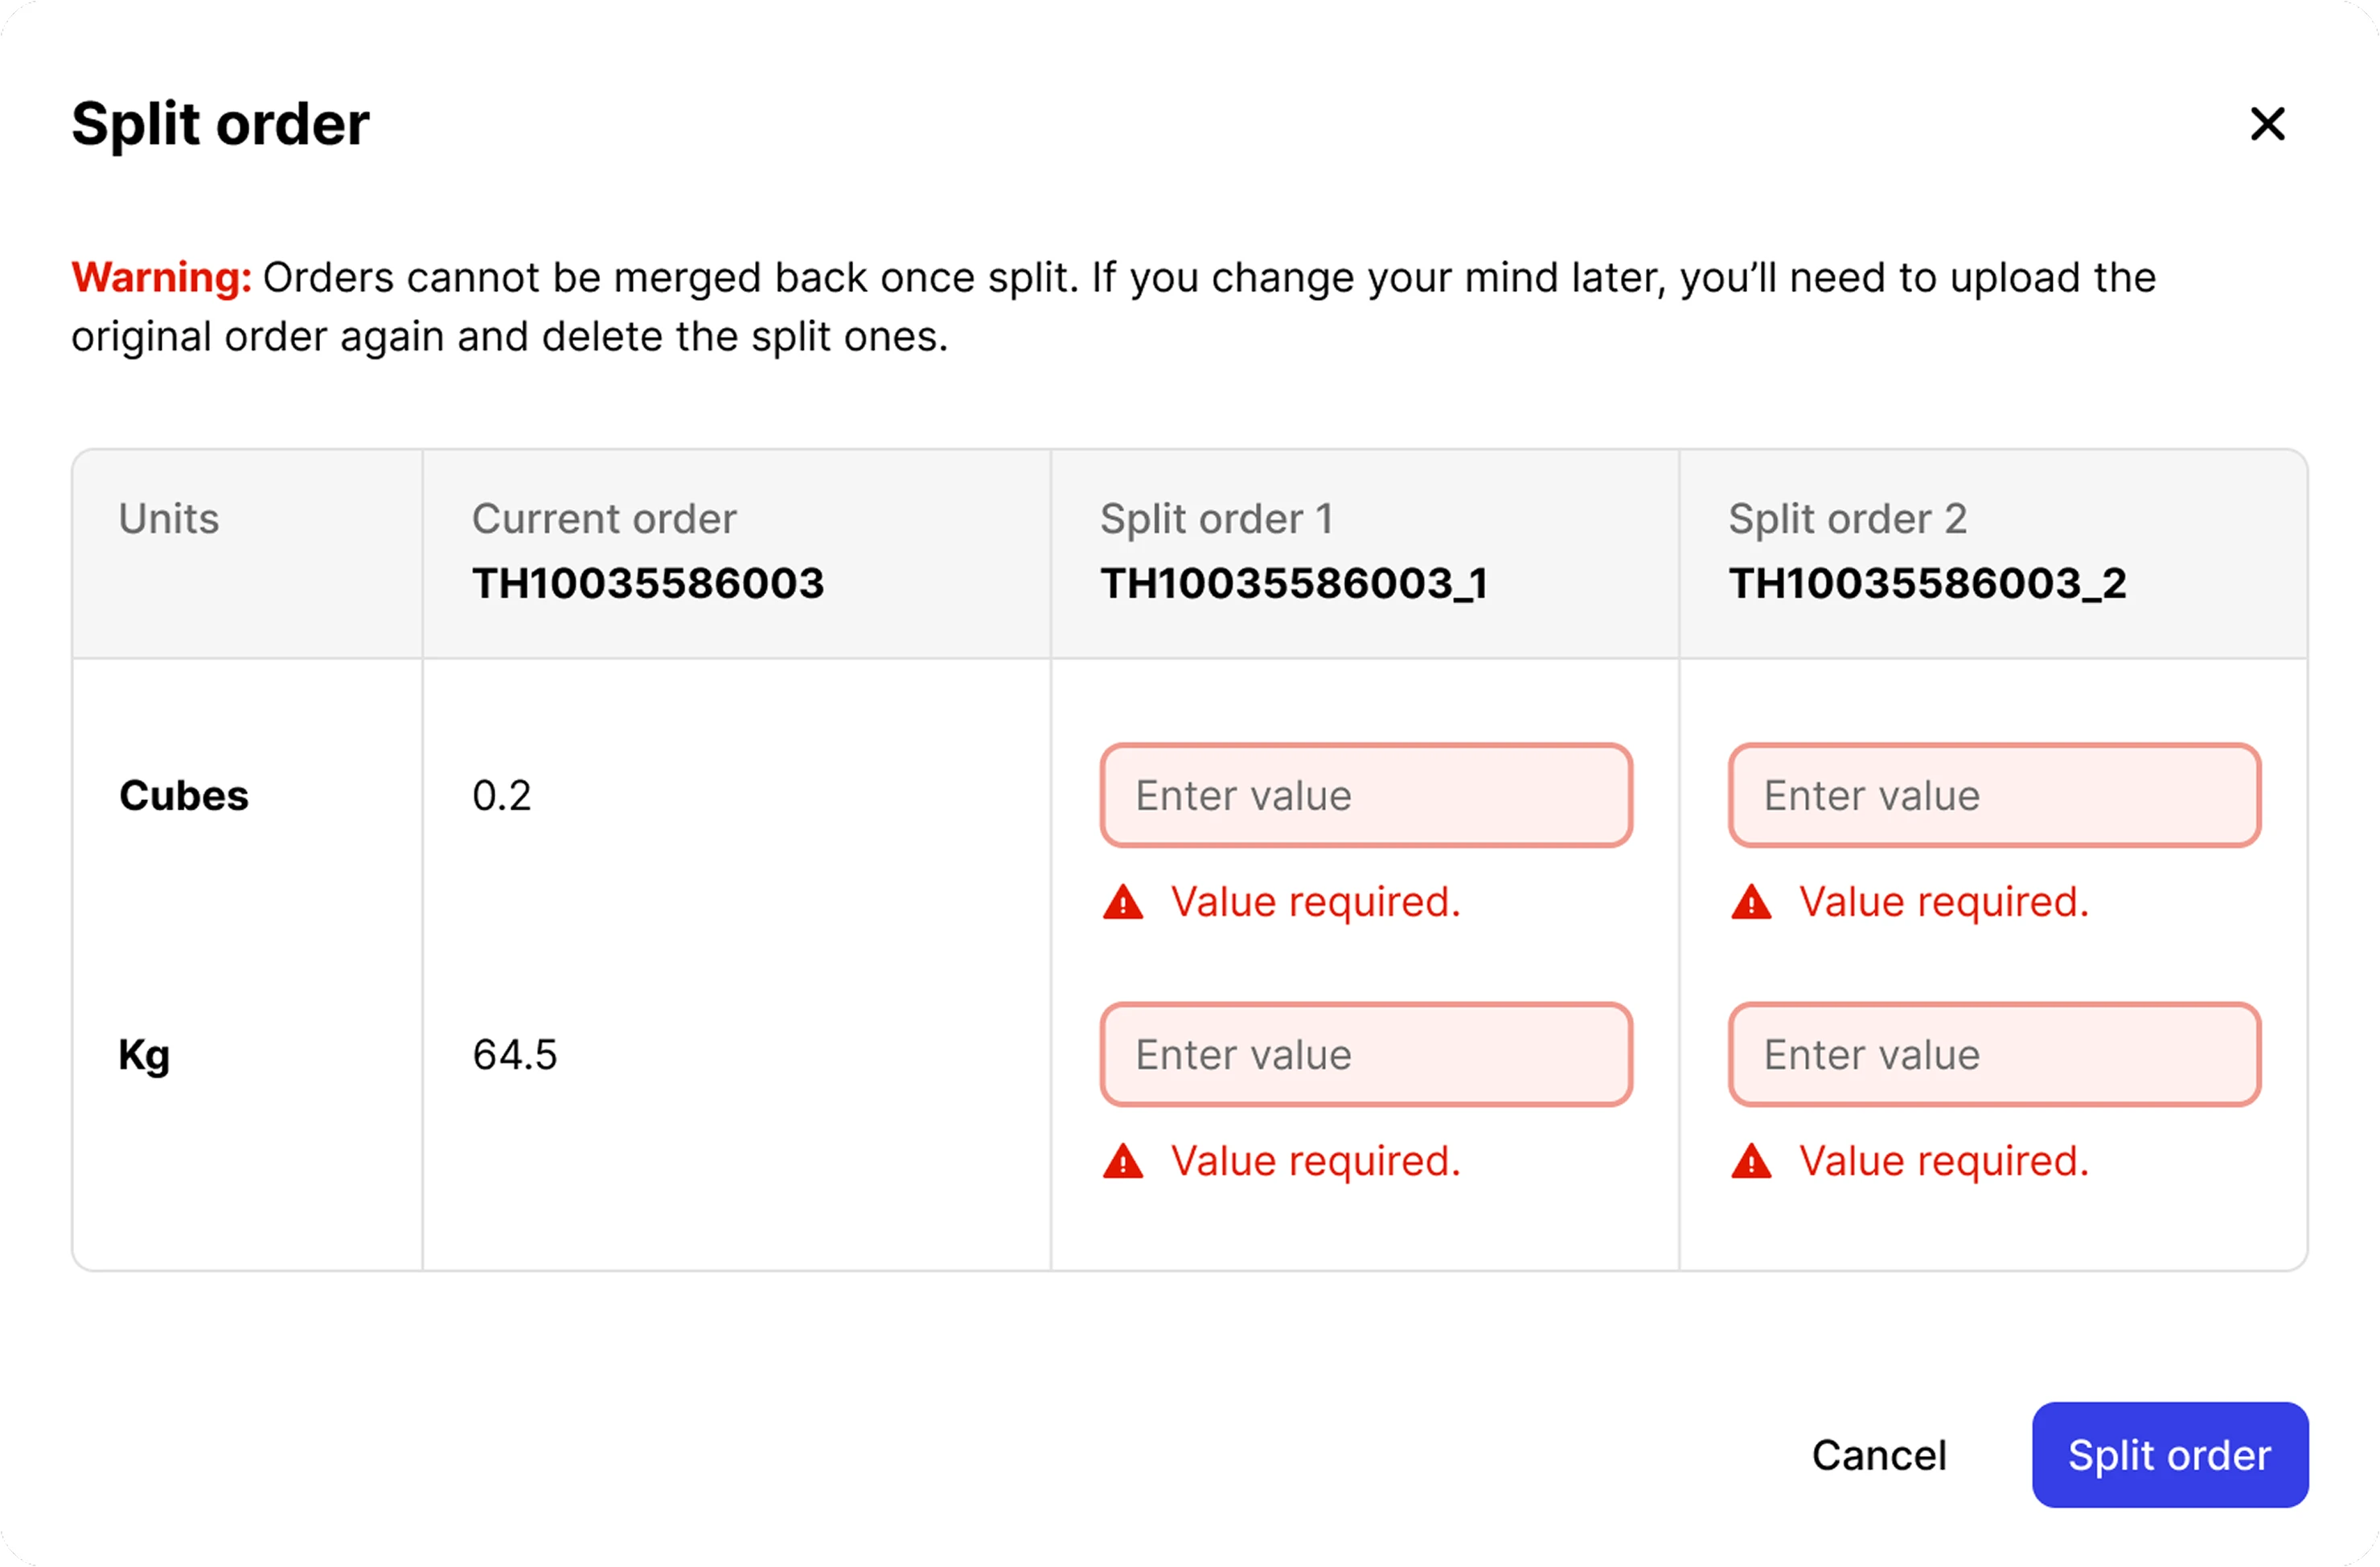 Split order
Warning: Orders cannot be merged back once split. If you change your mind later, you’ll need to upload the
original order again and delete the split ones.
Units
Current order
TH10035586003
Split order 1
TH10035586003_1
Split order 2
TH10035586003_2
Cubes
0.2
Enter value
Enter value
Value required.
Value required.
Kg
64.5
Enter value
Enter value
Value required.
Value required.
Cancel
Split order